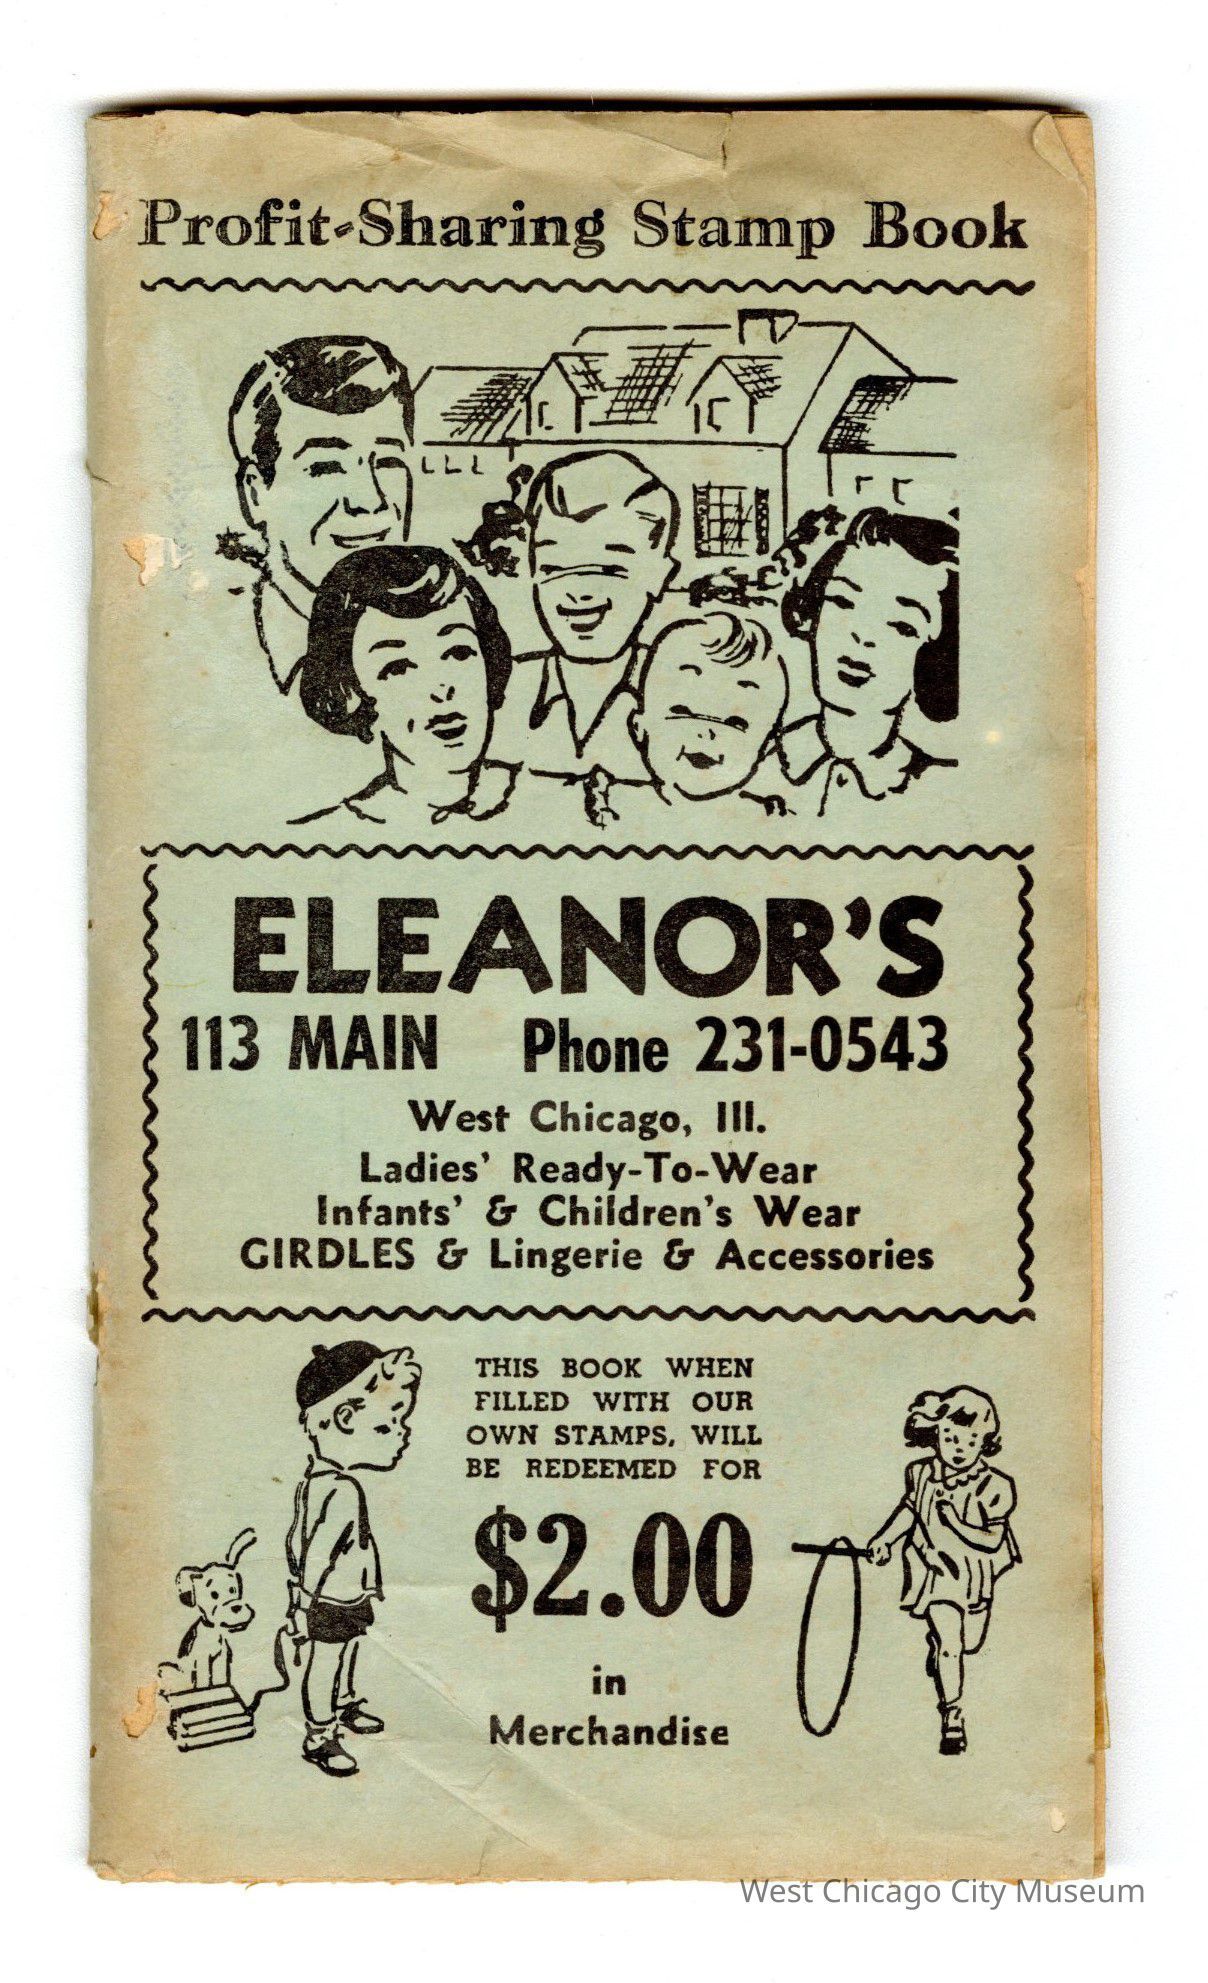 Profit-Sharing Stamp Book
ELEANOR'S
113 MAIN Phone 231-0543
West Chicago, Ill.
Ladies' Ready-To-Wear
Infants' & Children's Wear
GIRDLES & Lingerie & Accessories
THIS BOOK WHEN
FILLED WITH OUR
OWN STAMPS, WILL
BE REDEEMED FOR
$2.00
in
Merchandise
West Chicago City Museum